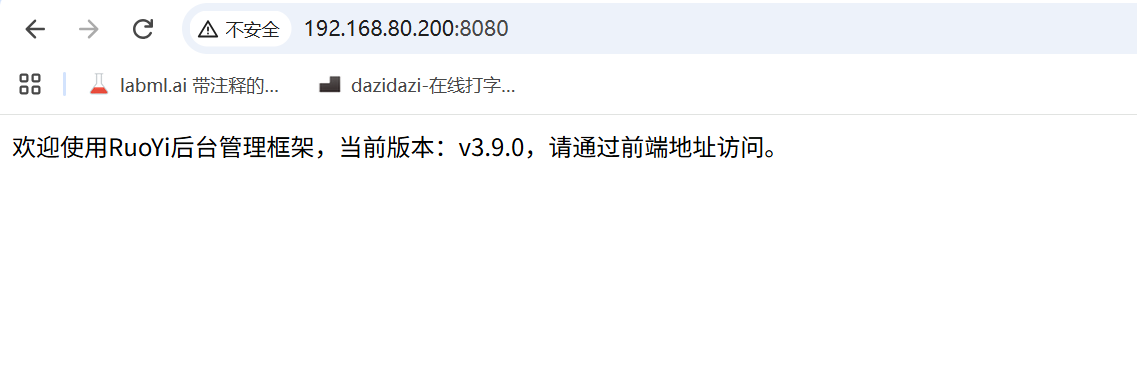 不安全 192.168.80.200:8080
labml.ai 带注释的... dazidazi-在线打字...
欢迎使用RuoYi后台管理框架，当前版本：v3.9.0，请通过前端地址访问。